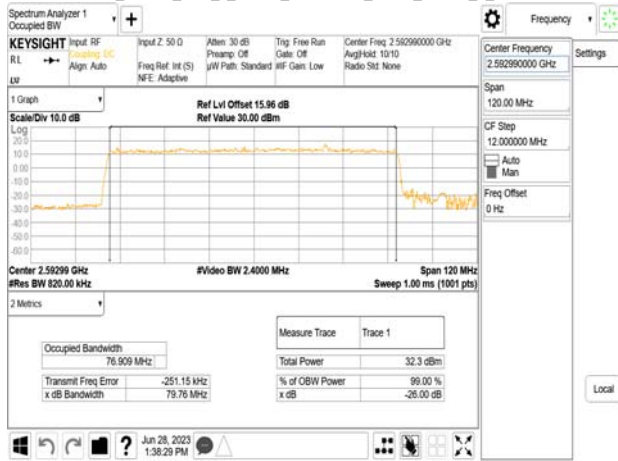 Spectrum Analyzer 1
Occupied BW
+
Frequency
KEYSIGHT
RL
LVI
Input: RF
Coupling: DC
Align: Auto
Input Z: 50 Ω
Freq Ref: Int (S)
NFE: Adaptive
Atten: 30 dB
Preamp: Off
µW Path: Standard
Trig: Free Run
Gate: Off
#IF Gain: Low
Center Freq: 2.592990000 GHz
Avg|Hold: 10/10
Radio Std: None
Center Frequency
2.592990000 GHz
Settings
Span
120.00 MHz
CF Step
12.000000 MHz
Auto
Man
Freq Offset
0 Hz
Local
1 Graph
Scale/Div 10.0 dB
Ref Lvl Offset 15.96 dB
Ref Value 30.00 dBm
Log
20.0
10.0
0.00
-10.0
-20.0
-30.0
-40.0
-50.0
-60.0
Center 2.59299 GHz
#Res BW 820.00 kHz
#Video BW 2.4000 MHz
Span 120 MHz
Sweep 1.00 ms (1001 pts)
2 Metrics
Measure Trace Trace 1
Occupied Bandwidth
76.909 MHz
Total Power 32.3 dBm
Transmit Freq Error -251.15 kHz
% of OBW Power 99.00 %
x dB Bandwidth 79.76 MHz
x dB -26.00 dB
?
Jun 28, 2023
1:38:29 PM